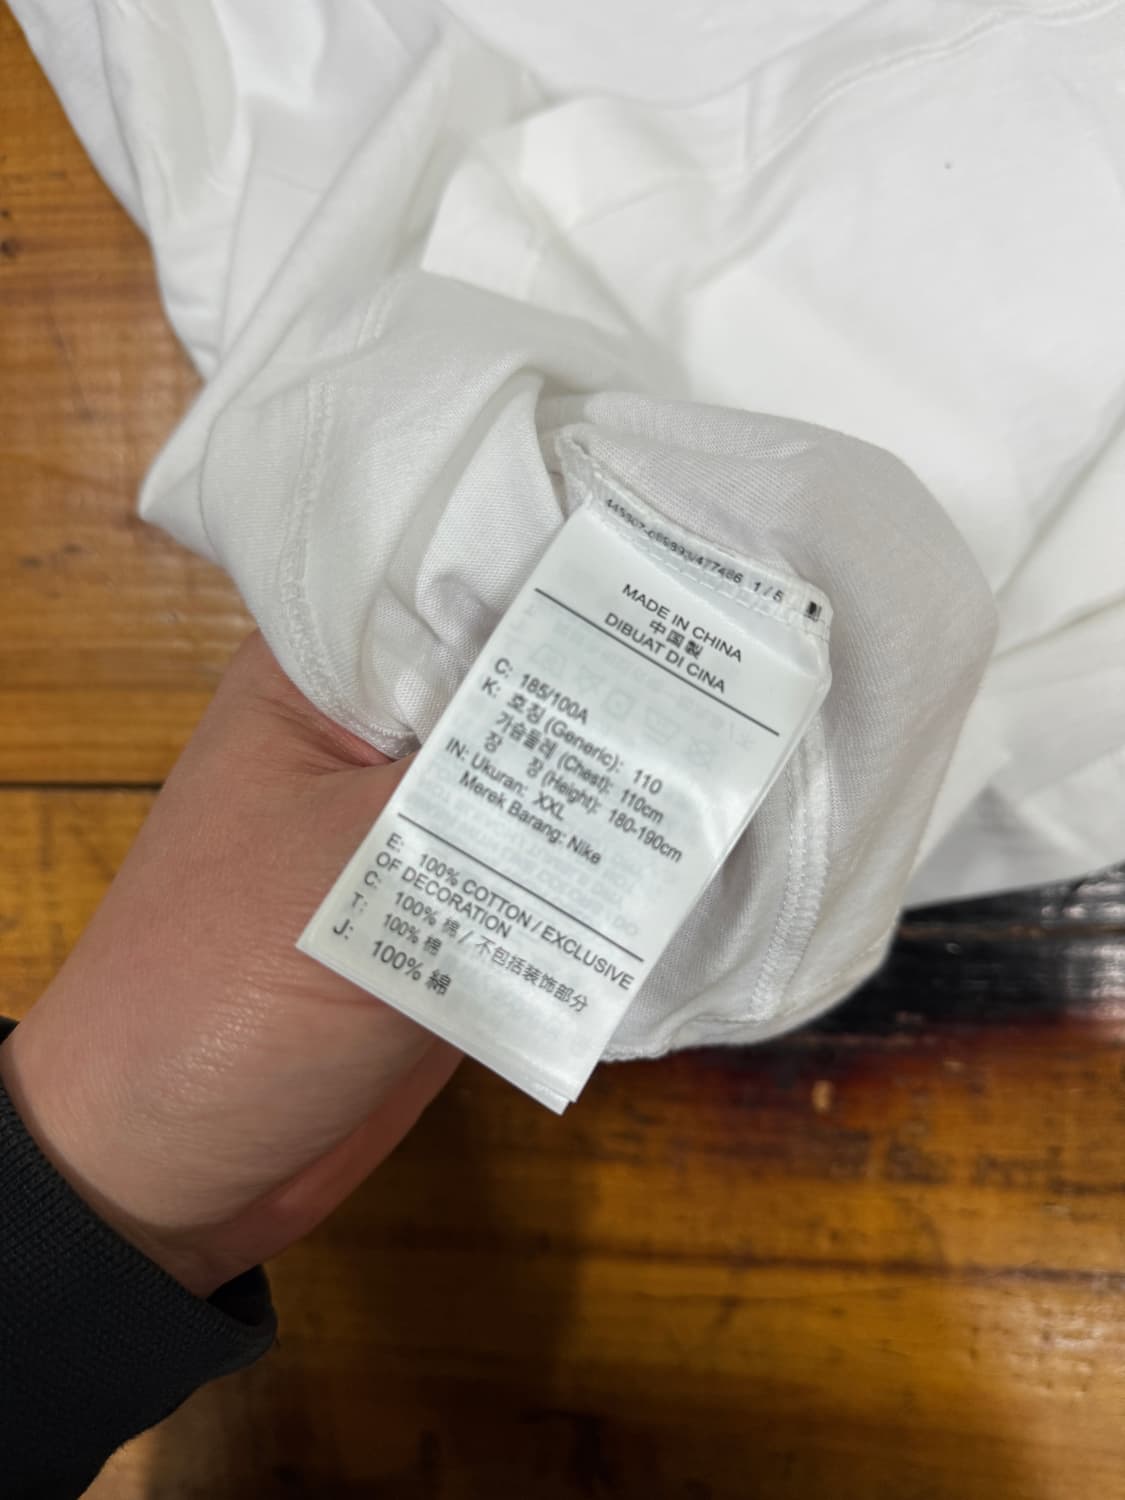 1/5
MADE IN CHINA
中国製
DIBUAT DI CINA
C: 185/100A
K: 호칭 (Generic): 110
가슴둘레 (Chest): 110cm
장 (Height): 180-190cm
IN: Ukuran: XXL
Merek Barang: Nike
E: 100% COTTON / EXCLUSIVE
OF DECORATION
C: 100% 棉 / 不包括装饰部分
T: 100% 棉
J: 100% 綿